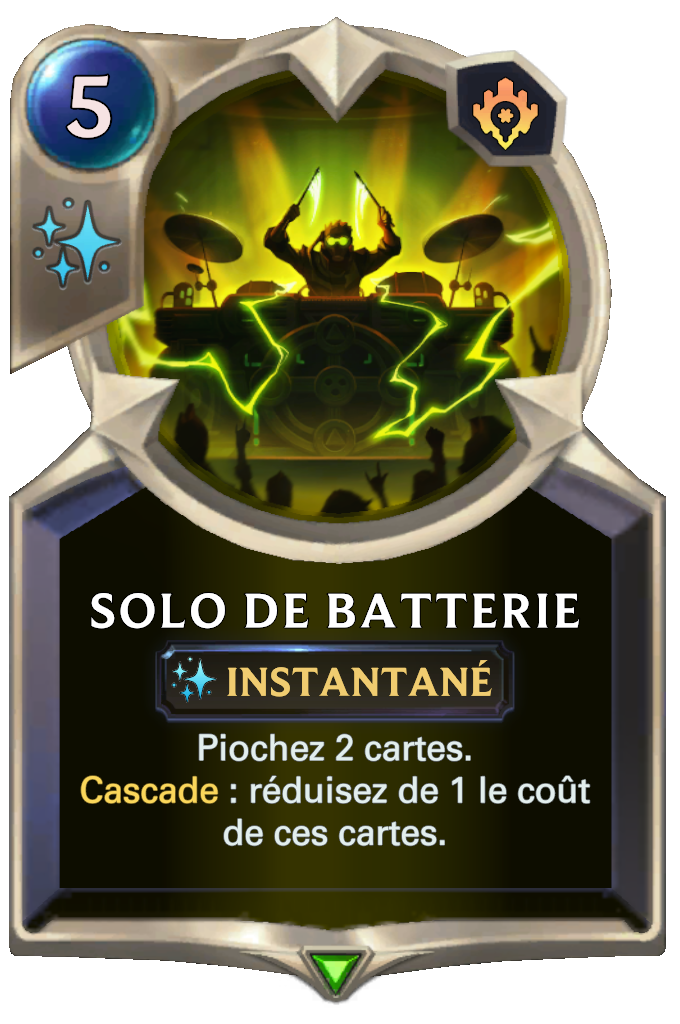 5
SOLO DE BATTERIE
INSTANTANÉ
Piochez 2 cartes.
Cascade : réduisez de 1 le coût
de ces cartes.